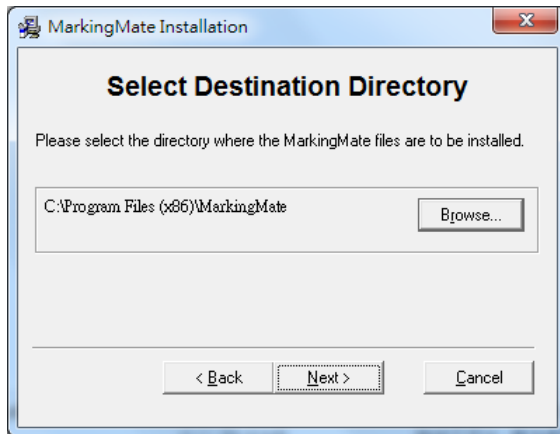 MarkingMate Installation
Select Destination Directory
Please select the directory where the MarkingMate files are to be installed.
C:\Program Files (x86)\MarkingMate
Browse...
< Back
Next >
Cancel